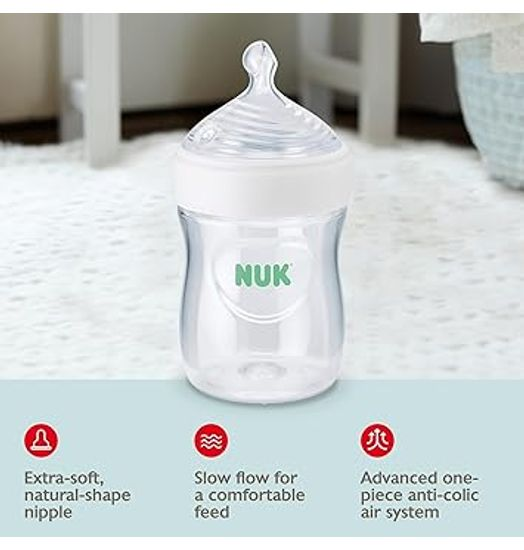 NUK
Extra-soft,
natural-shape
nipple
Slow flow for
a comfortable
feed
Advanced one-
piece anti-colic
air system